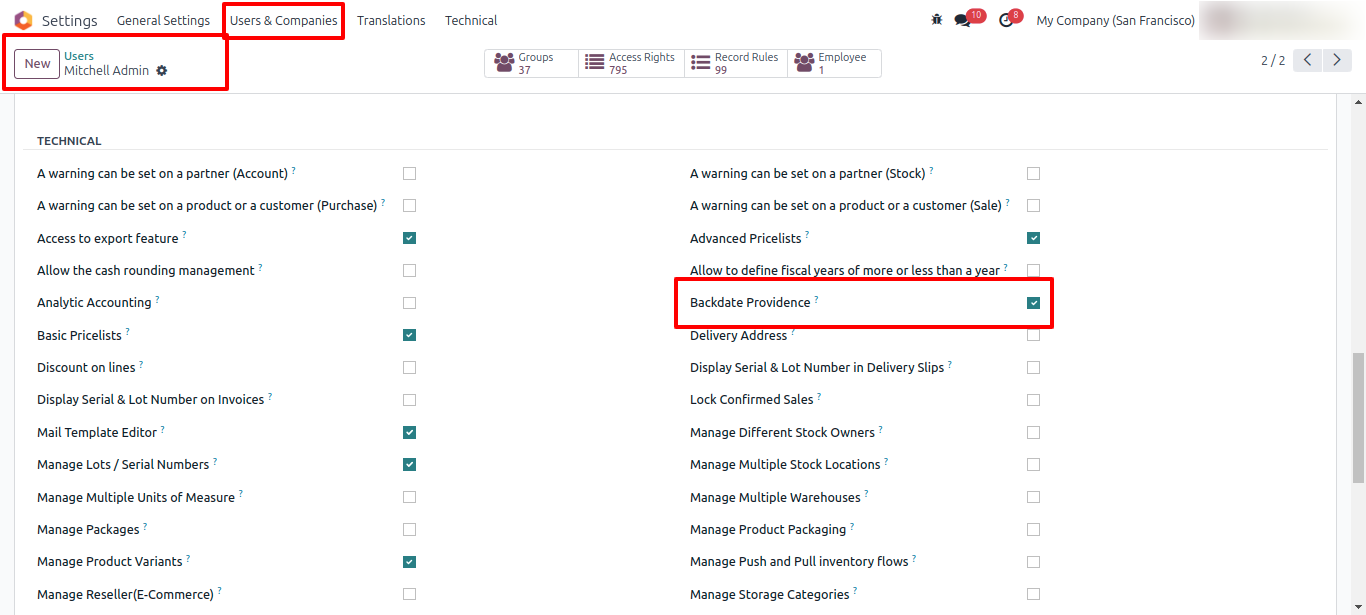 Settings General Settings Users & Companies Translations Technical 10 8 My Company (San Francisco)
New Users Groups Access Rights Record Rules Employee 2 / 2
Mitchell Admin 37 795 99 1
TECHNICAL
A warning can be set on a partner (Account) ? A warning can be set on a partner (Stock) ?
A warning can be set on a product or a customer (Purchase) ? A warning can be set on a product or a customer (Sale) ?
Access to export feature ? Advanced Pricelists ?
Allow the cash rounding management ? Allow to define fiscal years of more or less than a year ?
Analytic Accounting ? Backdate Providence ?
Basic Pricelists ? Delivery Address ?
Discount on lines ? Display Serial & Lot Number in Delivery Slips ?
Display Serial & Lot Number on Invoices ? Lock Confirmed Sales ?
Mail Template Editor ? Manage Different Stock Owners ?
Manage Lots / Serial Numbers ? Manage Multiple Stock Locations ?
Manage Multiple Units of Measure ? Manage Multiple Warehouses ?
Manage Packages ? Manage Product Packaging ?
Manage Product Variants ? Manage Push and Pull inventory flows ?
Manage Reseller(E-Commerce) ? Manage Storage Categories ?